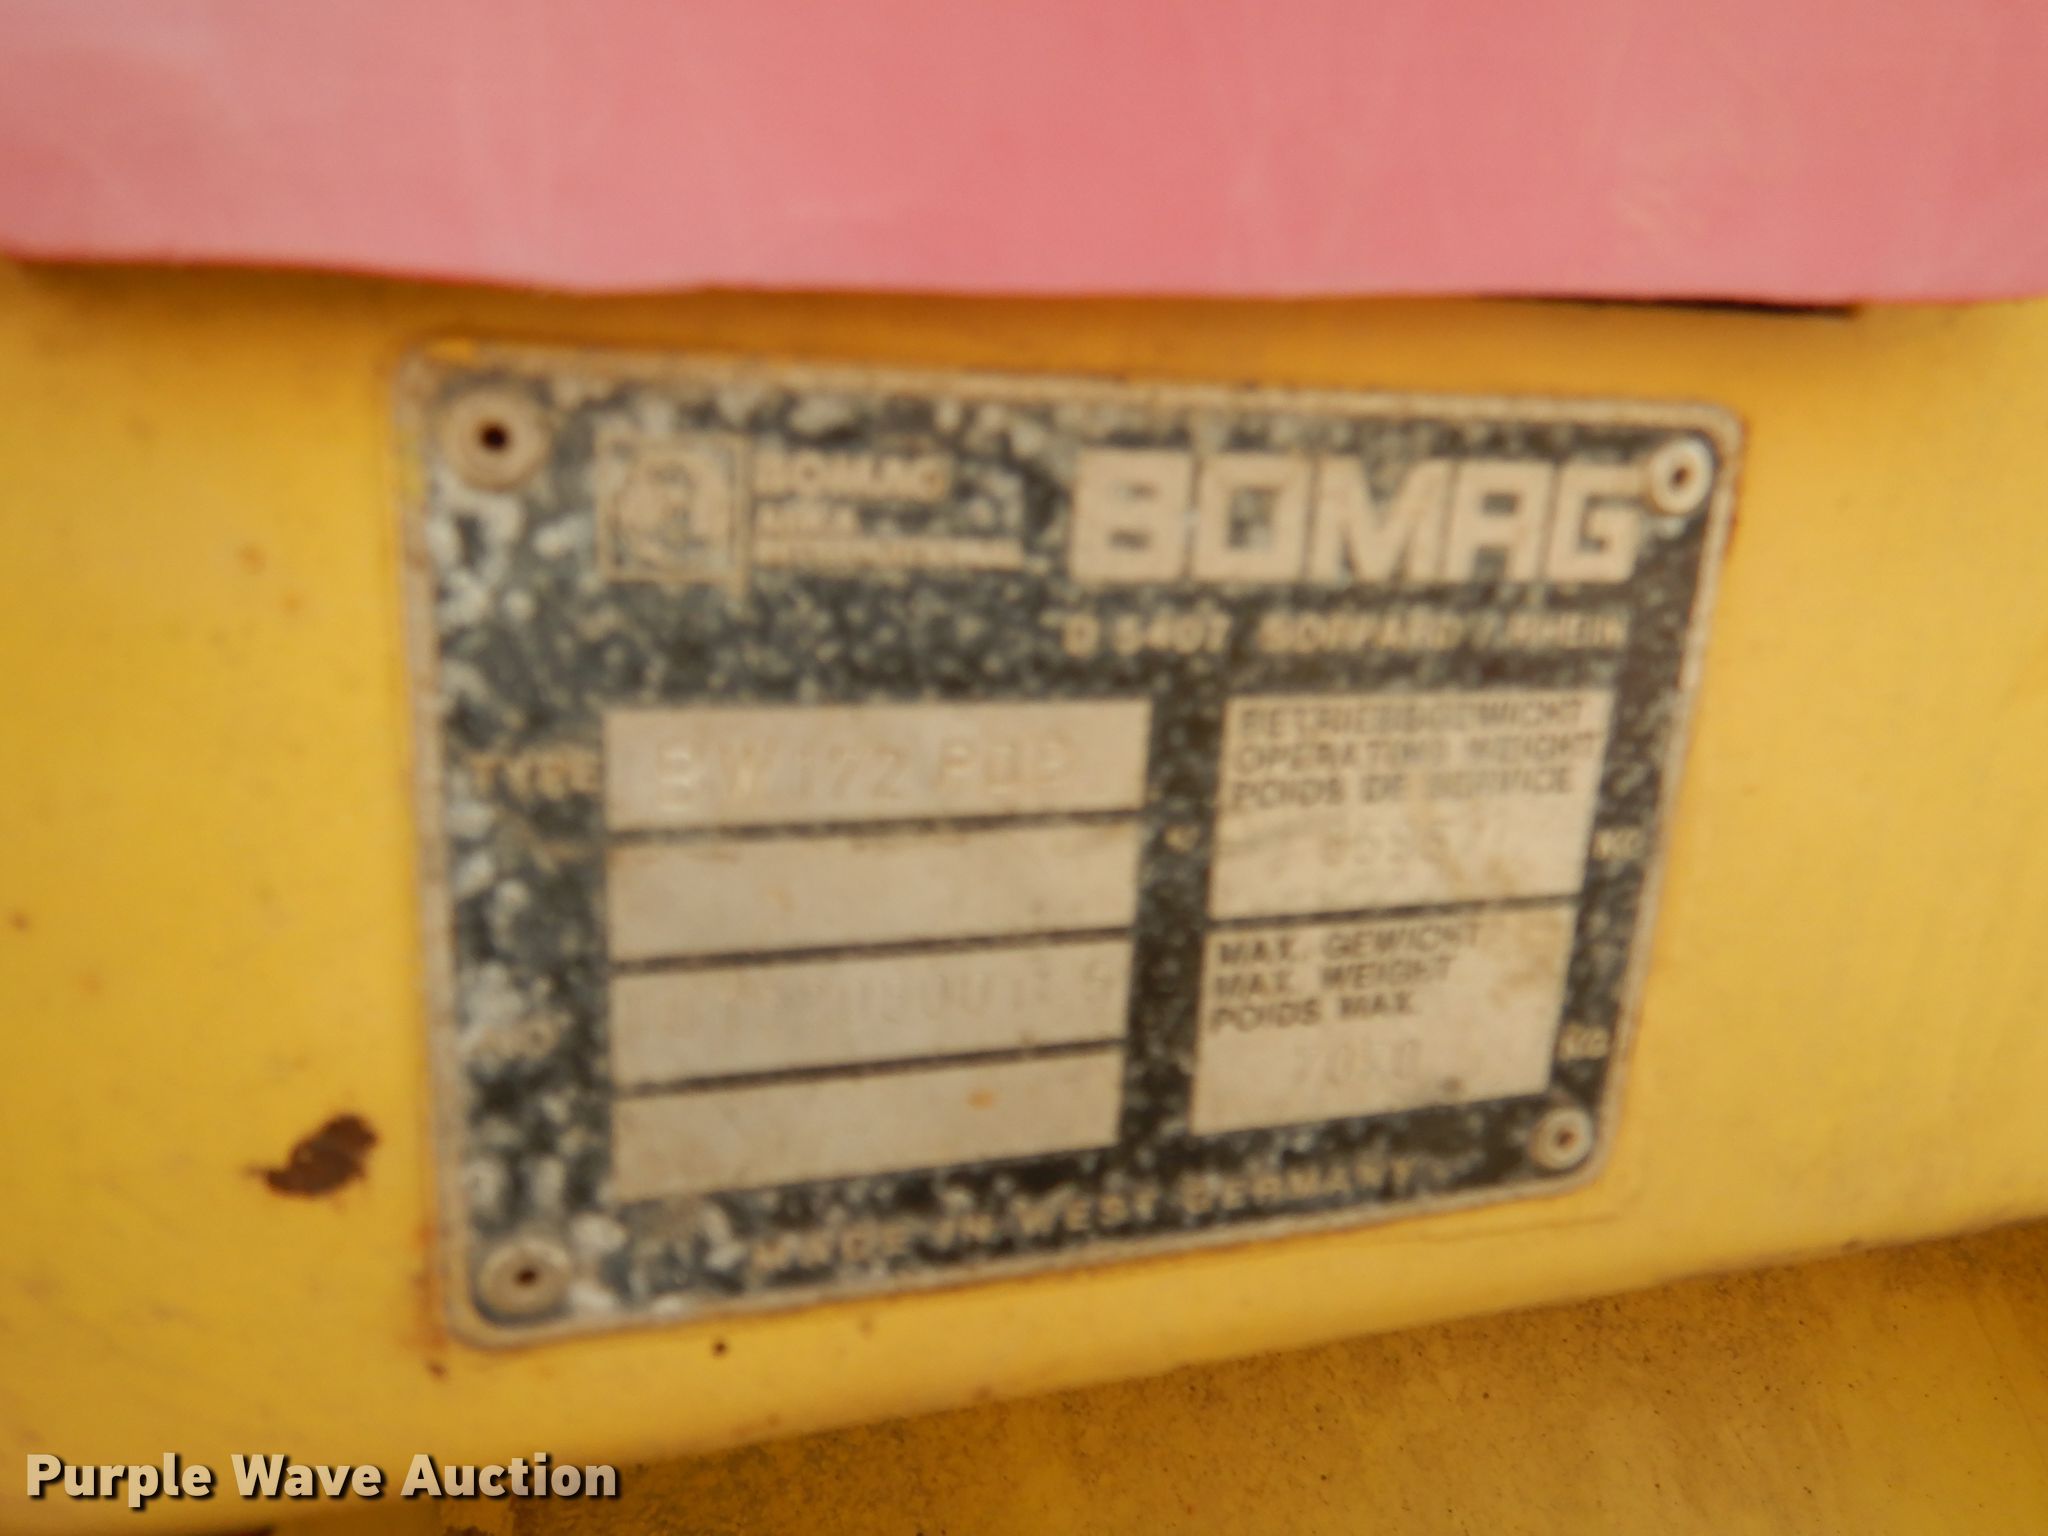 BOMAG
BOMAG
D 5407 BOPPARD / RHEIN
TYPE BW 172 PDB
BETRIEBSGEWICHT
OPERATING WEIGHT
POIDS DE SERVICE
KG
MAX. GEWICHT
MAX. WEIGHT
POIDS MAX.
KG
MADE IN WEST GERMANY
Purple Wave Auction